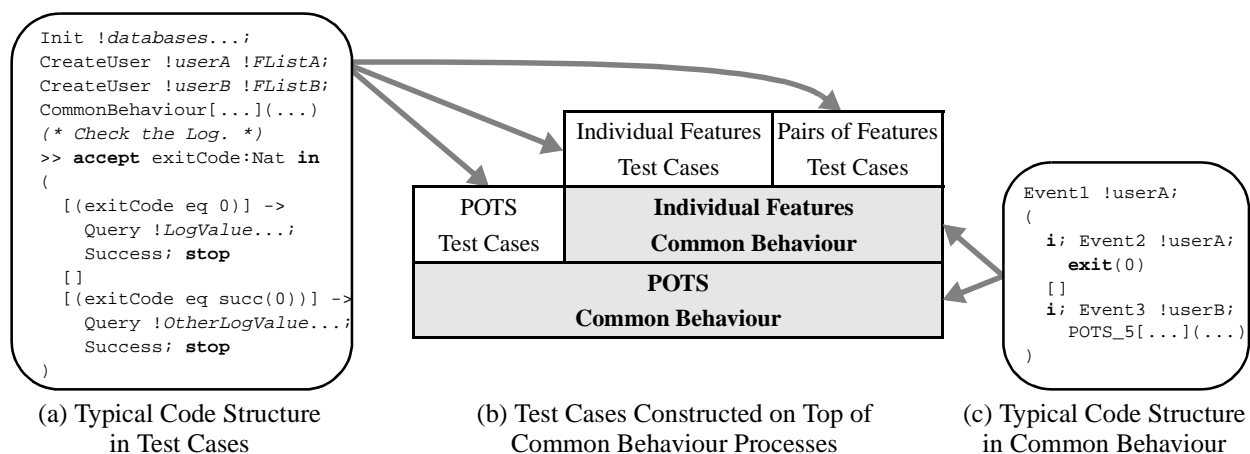 Init !databases...;
CreateUser !userA !FListA;
CreateUser !userB !FListB;
CommonBehaviour[...](...)
(* Check the Log. *)
>> accept exitCode:Nat in
(
[(exitCode eq 0)] ->
Query !LogValue...;
Success; stop
[]
[(exitCode eq succ(0))] ->
Query !OtherLogValue...;
Success; stop
)
(a) Typical Code Structure
in Test Cases
Individual Features
Test Cases
Pairs of Features
Test Cases
POTS
Test Cases
Individual Features
Common Behaviour
POTS
Common Behaviour
(b) Test Cases Constructed on Top of
Common Behaviour Processes
Event1 !userA;
(
i; Event2 !userA;
exit(0)
[]
i; Event3 !userB;
POTS_5[...](...)
)
(c) Typical Code Structure
in Common Behaviour